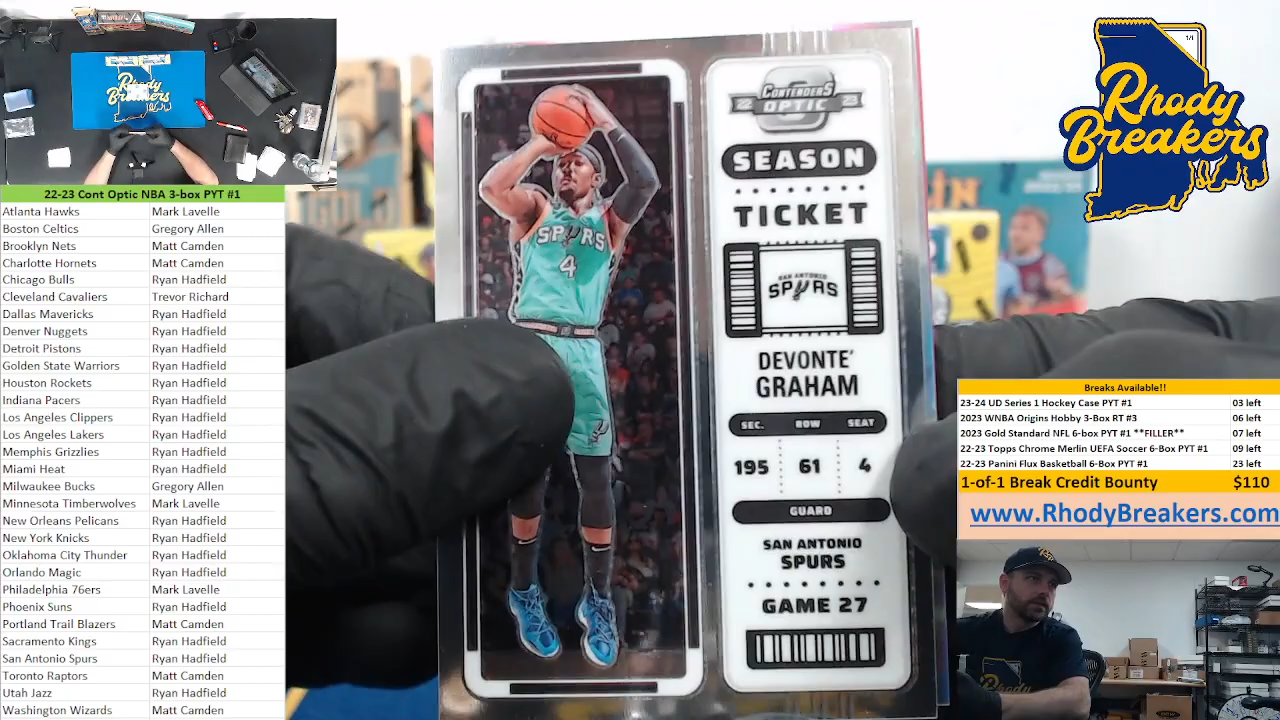 22-23 Cont Optic NBA 3-box PYT #1
Atlanta Hawks Mark Lavelle
Boston Celtics Gregory Allen
Brooklyn Nets Matt Camden
Charlotte Hornets Matt Camden
Chicago Bulls Ryan Hadfield
Cleveland Cavaliers Trevor Richard
Dallas Mavericks Ryan Hadfield
Denver Nuggets Ryan Hadfield
Detroit Pistons Ryan Hadfield
Golden State Warriors Ryan Hadfield
Houston Rockets Ryan Hadfield
Indiana Pacers Ryan Hadfield
Los Angeles Clippers Ryan Hadfield
Los Angeles Lakers Ryan Hadfield
Memphis Grizzlies Ryan Hadfield
Miami Heat Ryan Hadfield
Milwaukee Bucks Gregory Allen
Minnesota Timberwolves Mark Lavelle
New Orleans Pelicans Ryan Hadfield
New York Knicks Ryan Hadfield
Oklahoma City Thunder Ryan Hadfield
Orlando Magic Ryan Hadfield
Philadelphia 76ers Mark Lavelle
Phoenix Suns Ryan Hadfield
Portland Trail Blazers Matt Camden
Sacramento Kings Ryan Hadfield
San Antonio Spurs Ryan Hadfield
Toronto Raptors Matt Camden
Utah Jazz Ryan Hadfield
Washington Wizards Matt Camden
Rhody
Breakers
SPURS
4
22 CONTENDERS 23
OPTIC
SEASON
TICKET
SAN ANTONIO
SPURS
DEVONTE'
GRAHAM
SEC. ROW SEAT
195 61 4
GUARD
SAN ANTONIO
SPURS
GAME 27
1/1
Rhody
Breakers
Breaks Available!!
23-24 UD Series 1 Hockey Case PYT #1 03 left
2023 WNBA Origins Hobby 3-Box RT #3 06 left
2023 Gold Standard NFL 6-box PYT #1 **FILLER** 07 left
22-23 Topps Chrome Merlin UEFA Soccer 6-Box PYT #1 09 left
22-23 Panini Flux Basketball 6-Box PYT #1 23 left
1-of-1 Break Credit Bounty $110
www.RhodyBreakers.com
Rhody